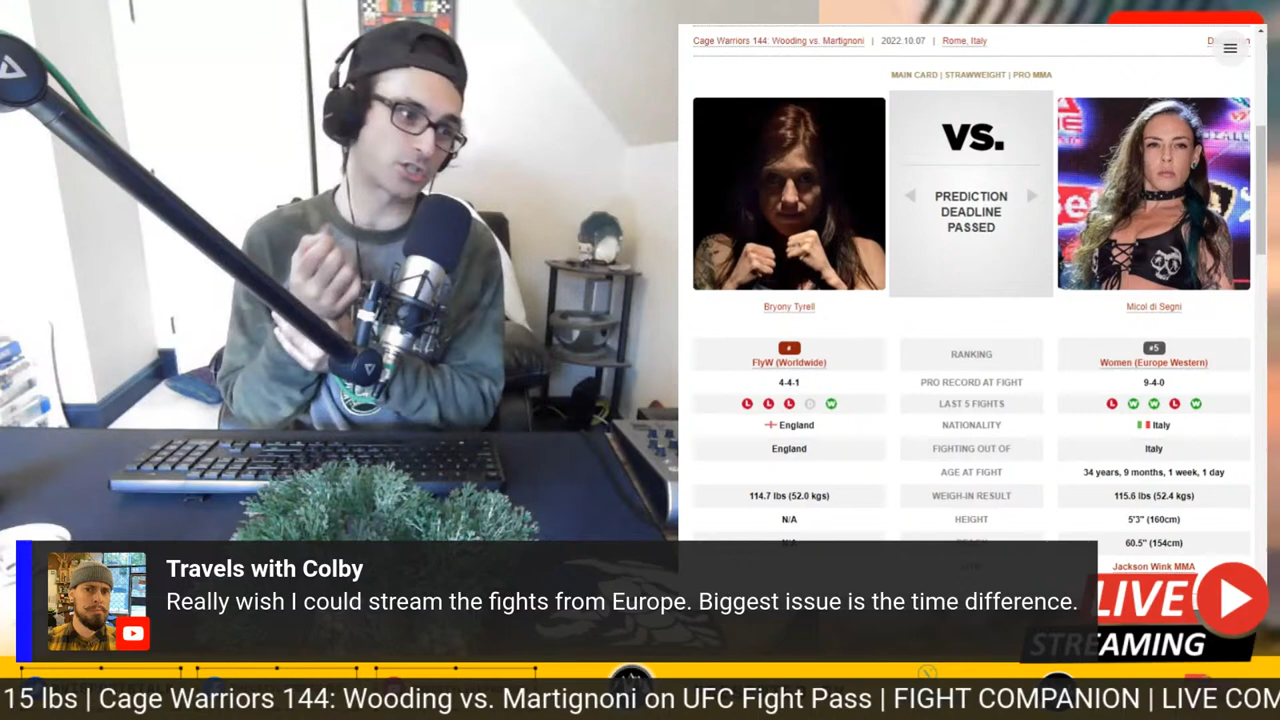 Cage Warriors 144: Wooding vs. Martignoni | 2022.10.07 | Rome, Italy
MAIN CARD | STRAWWEIGHT | PRO MMA
VS.
PREDICTION
DEADLINE
PASSED
Bryony Tyrell
Micol di Segni
# RANKING #5
FlyW (Worldwide) Women (Europe Western)
4-4-1 PRO RECORD AT FIGHT 9-4-0
L L L D W LAST 5 FIGHTS L W W L W
England NATIONALITY Italy
England FIGHTING OUT OF Italy
AGE AT FIGHT 34 years, 9 months, 1 week, 1 day
114.7 lbs (52.0 kgs) WEIGH-IN RESULT 115.6 lbs (52.4 kgs)
N/A HEIGHT 5'3" (160cm)
60.5" (154cm)
Jackson Wink MMA
Travels with Colby
Really wish I could stream the fights from Europe. Biggest issue is the time difference.
LIVE
STREAMING
15 lbs | Cage Warriors 144: Wooding vs. Martignoni on UFC Fight Pass | FIGHT COMPANION | LIVE COM